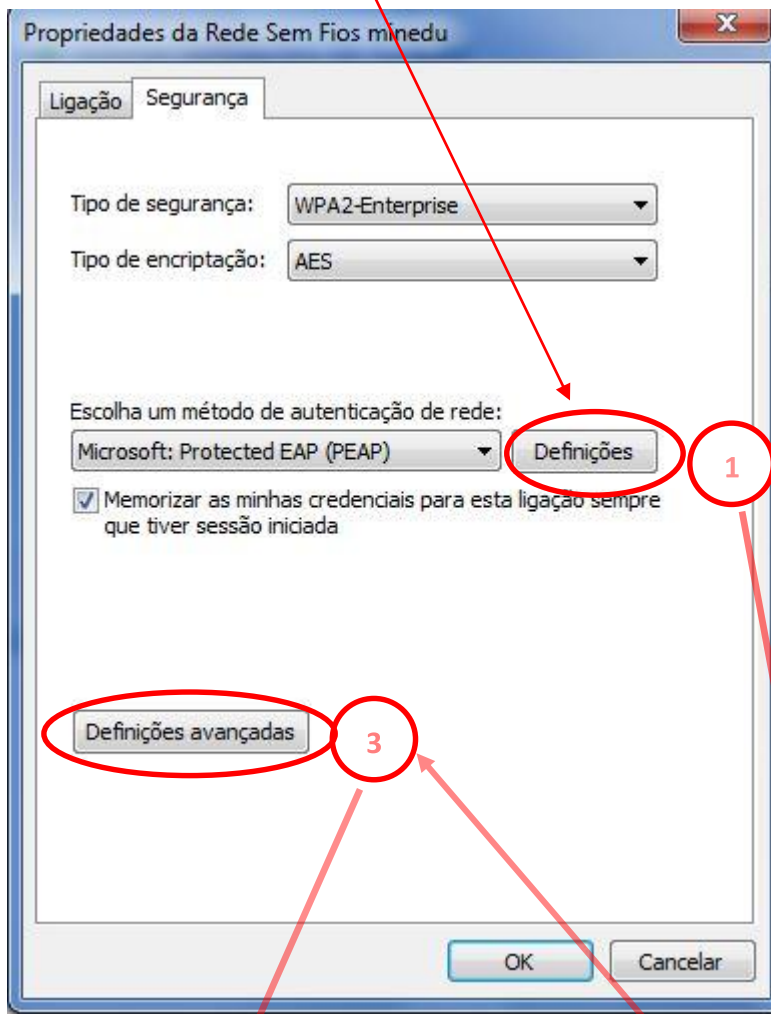 Propriedades da Rede Sem Fios minedu
X
Ligação Segurança
Tipo de segurança: WPA2-Enterprise
Tipo de encriptação: AES
Escolha um método de autenticação de rede:
Microsoft: Protected EAP (PEAP) Definições 1
Memorizar as minhas credenciais para esta ligação sempre
que tiver sessão iniciada
Definições avançadas 3
OK Cancelar